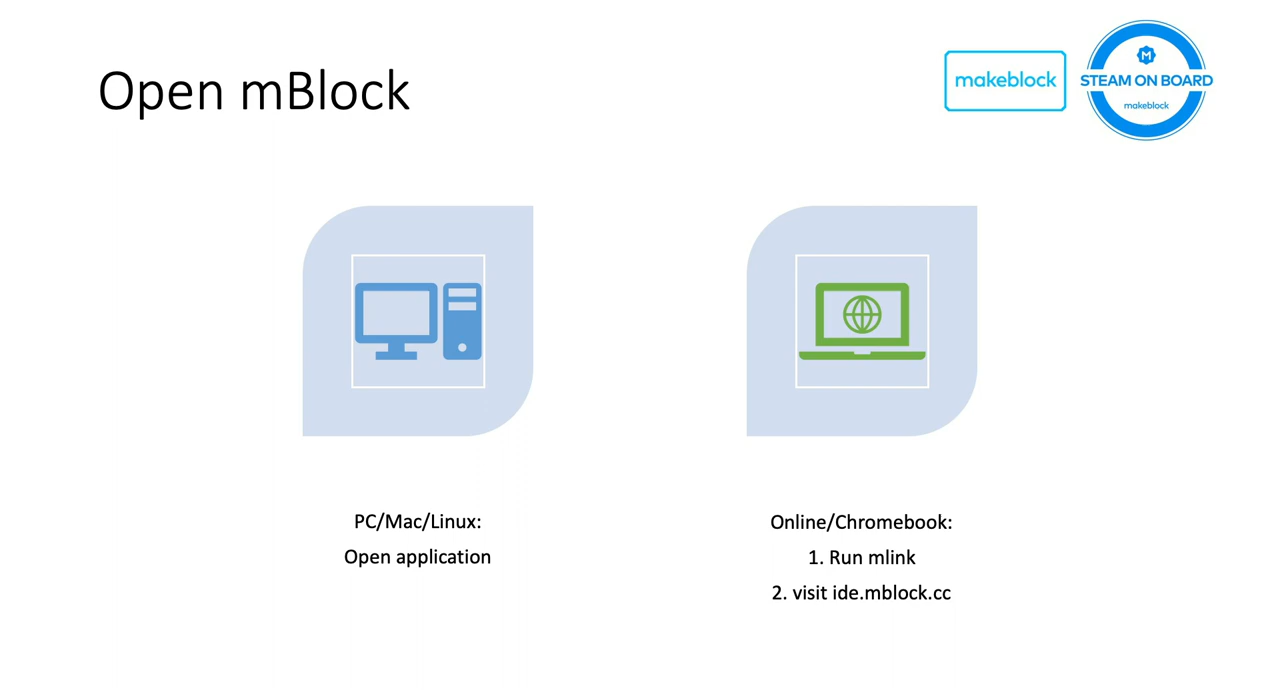 Open mBlock
makeblock
M
STEAM ON BOARD
makeblock
PC/Mac/Linux:
Open application
Online/Chromebook:
1. Run mlink
2. visit ide.mblock.cc